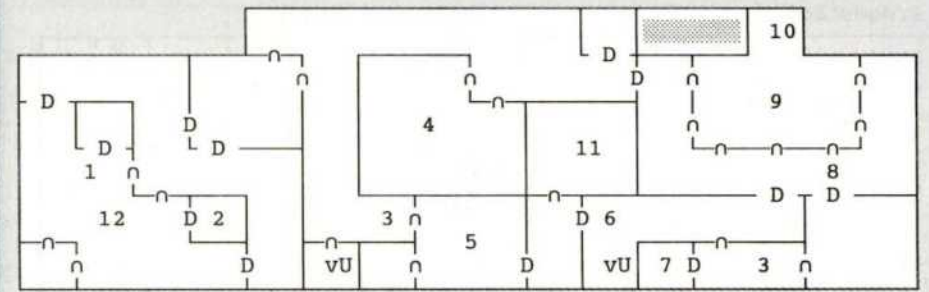 D 10
∩ ∩ D ∩ ∩
D ∩ 9
4
D ∩ ∩
D D 11 ∩ ∩ ∩
1 ∩ 8
∩ ∩ D D
12 D 2 3 ∩ D 6
∩ ∩ 5 ∩
∩ D vU ∩ D vU 7 D 3 ∩